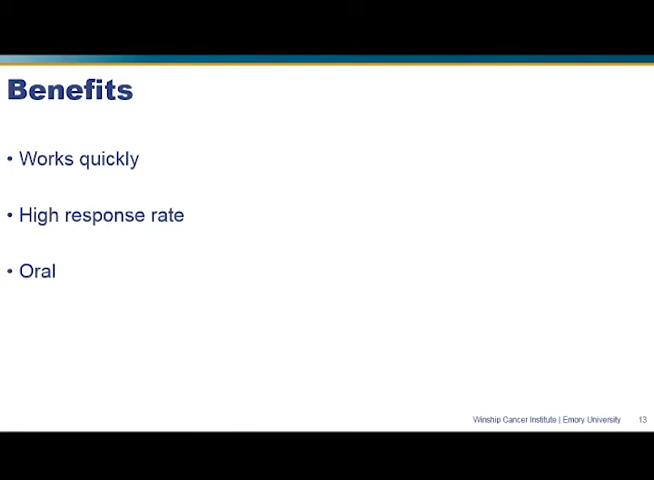 Benefits
• Works quickly
• High response rate
• Oral
Winship Cancer Institute | Emory University 13